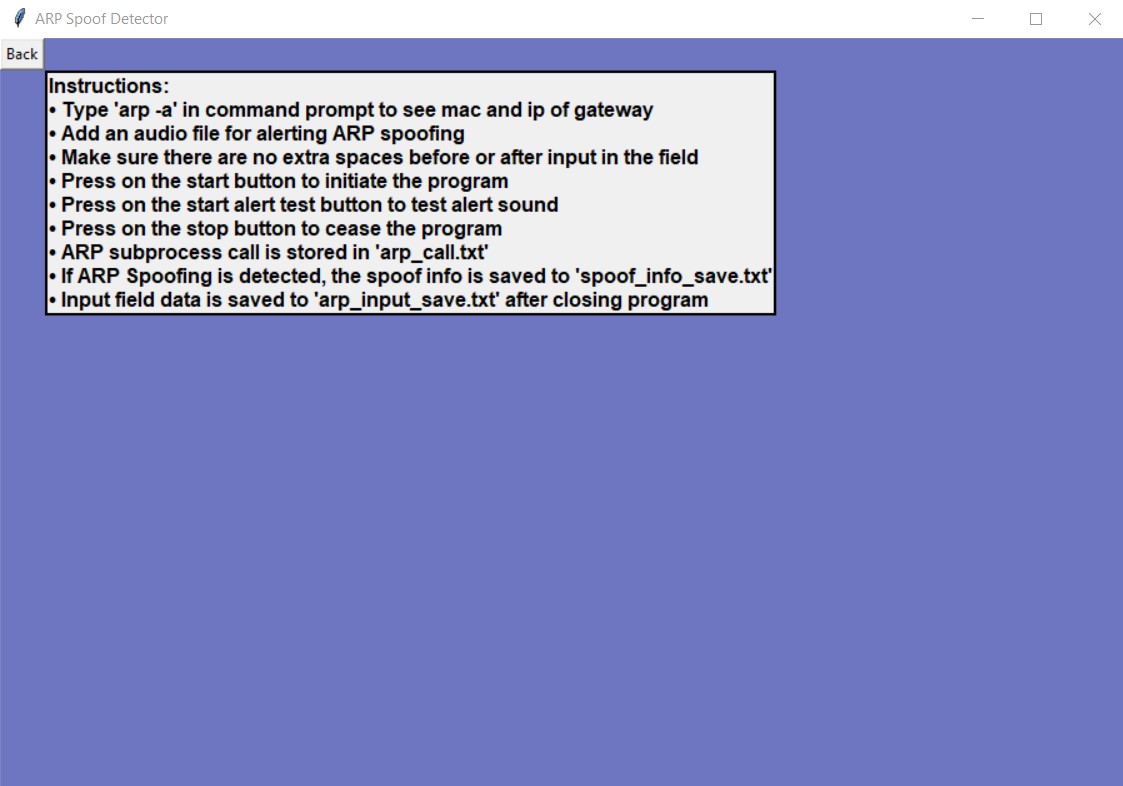 ARP Spoof Detector
Back
Instructions:
• Type 'arp -a' in command prompt to see mac and ip of gateway
• Add an audio file for alerting ARP spoofing
• Make sure there are no extra spaces before or after input in the field
• Press on the start button to initiate the program
• Press on the start alert test button to test alert sound
• Press on the stop button to cease the program
• ARP subprocess call is stored in 'arp_call.txt'
• If ARP Spoofing is detected, the spoof info is saved to 'spoof_info_save.txt'
• Input field data is saved to 'arp_input_save.txt' after closing program